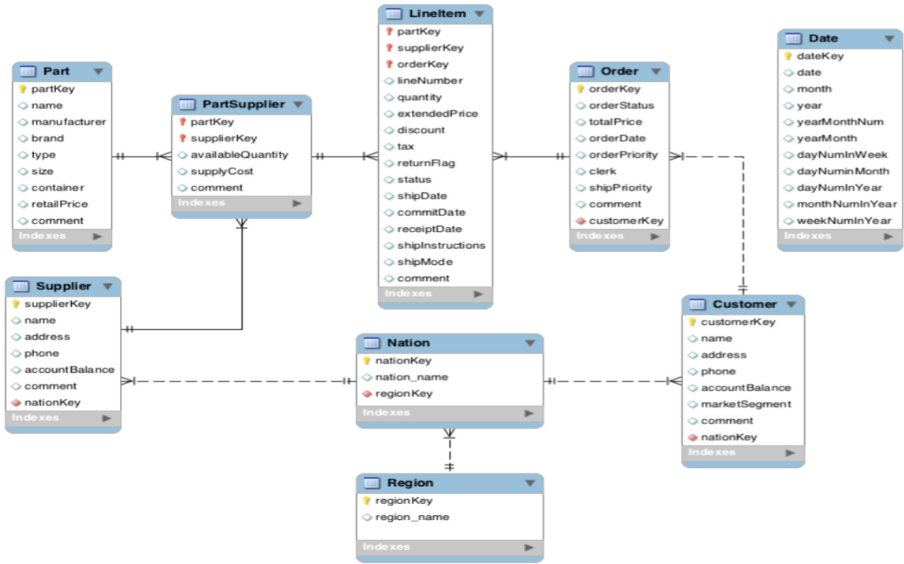 Part
partKey
name
manufacturer
brand
type
size
container
retailPrice
comment
Indexes
PartSupplier
partKey
supplierKey
availableQuantity
supplyCost
comment
Indexes
LineItem
partKey
supplierKey
orderKey
lineNumber
quantity
extendedPrice
discount
tax
returnFlag
status
shipDate
commitDate
receiptDate
shipInstructions
shipMode
comment
Indexes
Order
orderKey
orderStatus
totalPrice
orderDate
orderPriority
clerk
shipPriority
comment
customerKey
Indexes
Date
dateKey
date
month
year
yearMonthNum
yearMonth
dayNumInWeek
dayNuminMonth
dayNumInYear
monthNumInYear
weekNumInYear
Indexes
Supplier
supplierKey
name
address
phone
accountBalance
comment
nationKey
Indexes
Nation
nationKey
nation_name
regionKey
Indexes
Customer
customerKey
name
address
phone
accountBalance
marketSegment
comment
nationKey
Indexes
Region
regionKey
region_name
Indexes